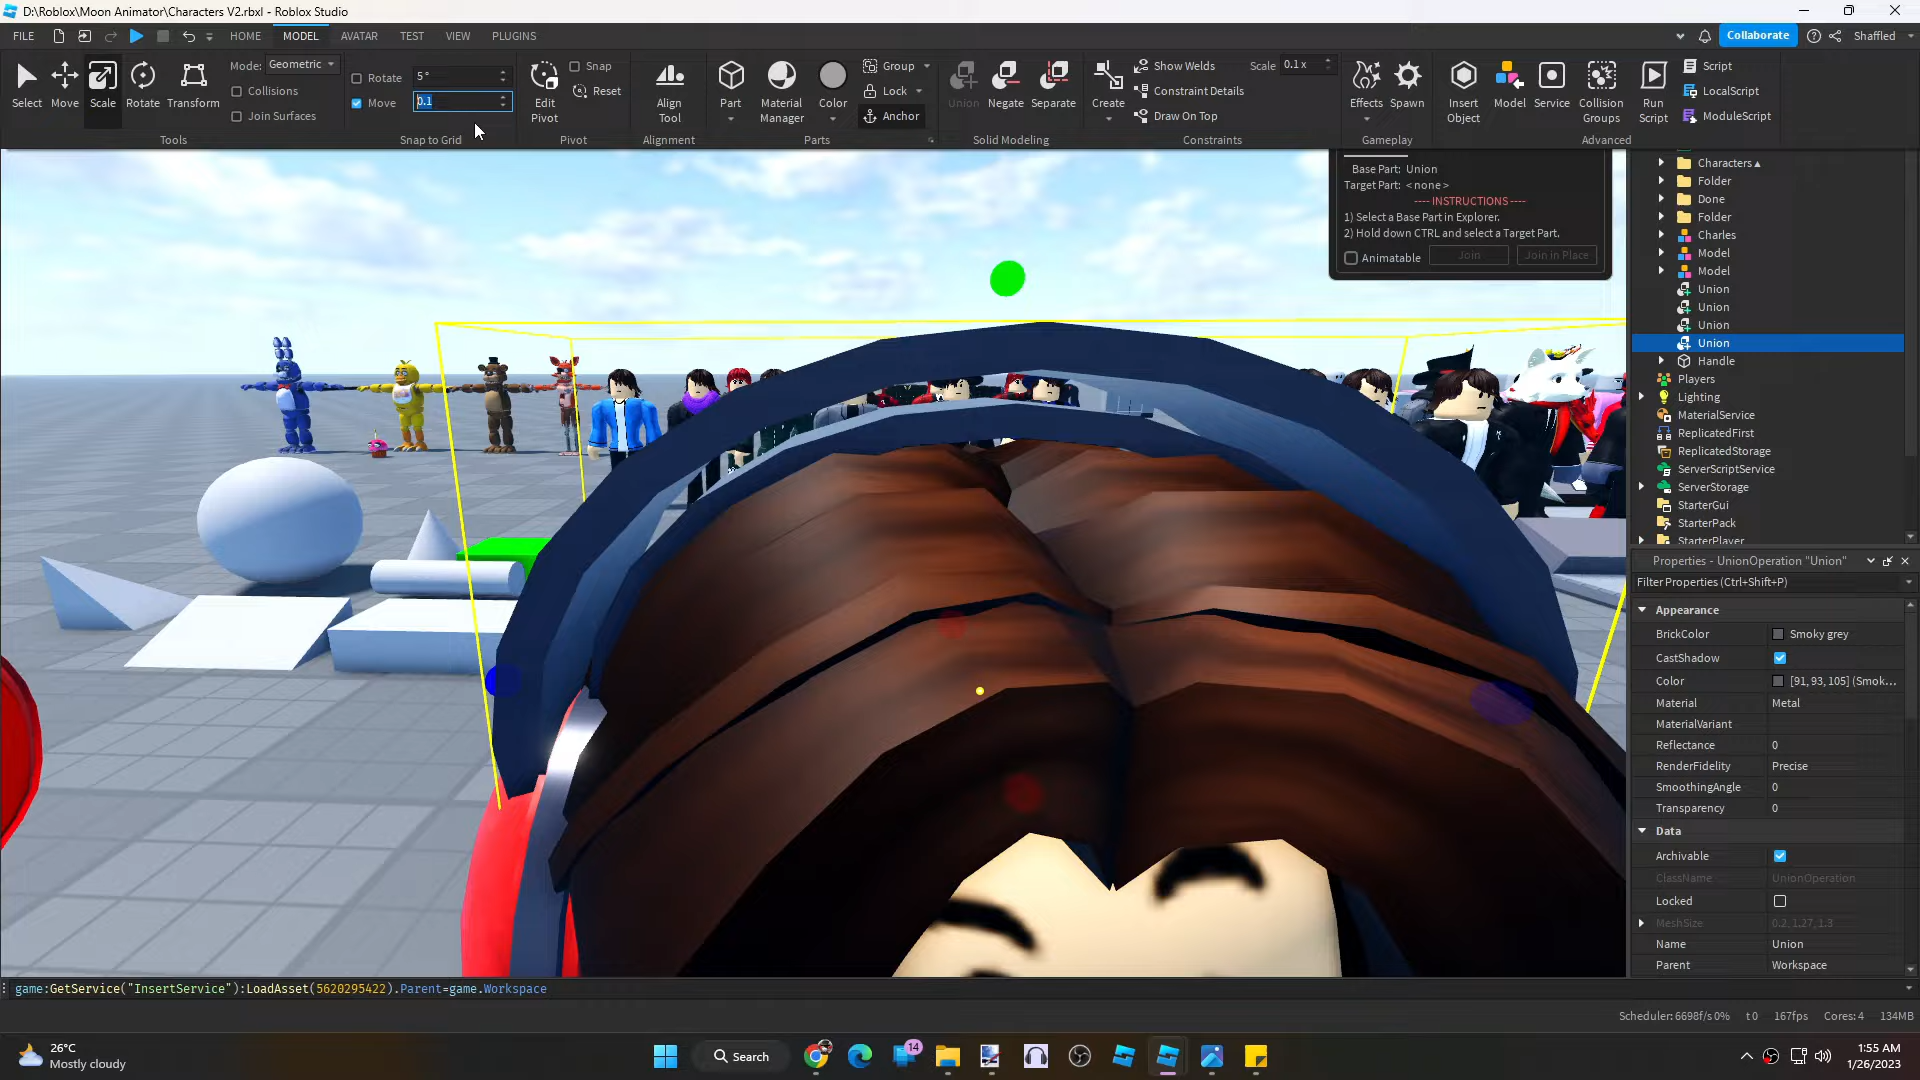 D:\Roblox\Moon Animator\Characters V2.rbxl - Roblox Studio
FILE
HOME
MODEL
AVATAR
TEST
VIEW
PLUGINS
Collaborate
Shaffled
Select
Move
Scale
Rotate
Transform
Mode:
Geometric
Collisions
Join Surfaces
Tools
Rotate
5 °
Move
0.1
Snap to Grid
Edit
Pivot
Snap
Reset
Pivot
Align
Tool
Alignment
Part
Material
Manager
Color
Group
Lock
Anchor
Parts
Union
Negate
Separate
Solid Modeling
Create
Show Welds
Scale
0.1 x
Constraint Details
Draw On Top
Constraints
Effects
Spawn
Gameplay
Insert
Object
Model
Service
Collision
Groups
Run
Script
Script
LocalScript
ModuleScript
Advanced
Base Part: Union
Target Part: <none>
---- INSTRUCTIONS ----
1) Select a Base Part in Explorer.
2) Hold down CTRL and select a Target Part.
Animatable
Join
Join in Place
Characters
Folder
Done
Folder
Charles
Model
Model
Union
Union
Union
Union
Handle
Players
Lighting
MaterialService
ReplicatedFirst
ReplicatedStorage
ServerScriptService
ServerStorage
StarterGui
StarterPack
StarterPlayer
Properties - UnionOperation "Union"
Filter Properties (Ctrl+Shift+P)
Appearance
BrickColor
Smoky grey
CastShadow
Color
[91, 93, 105] (Smok...
Material
Metal
MaterialVariant
Reflectance
0
RenderFidelity
Precise
SmoothingAngle
0
Transparency
0
Data
Archivable
ClassName
UnionOperation
Locked
MeshSize
0.2, 1.27, 1.3
Name
Union
Parent
Workspace
game:GetService("InsertService"):LoadAsset(5620295422).Parent=game.Workspace
Scheduler: 6698f/s 0%
t 0
167fps
Cores: 4
134MB
26°C
Mostly cloudy
Search
14
1:55 AM
1/26/2023